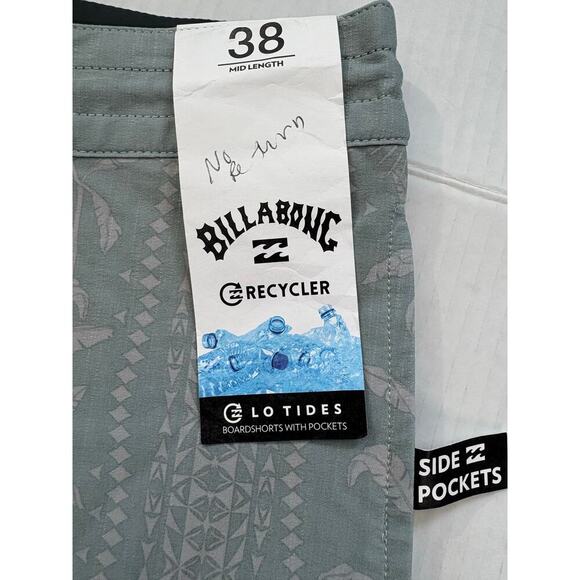 38
MID LENGTH
No
Return
BILLABONG
RECYCLER
LO TIDES
BOARDSHORTS WITH POCKETS
SIDE
POCKETS